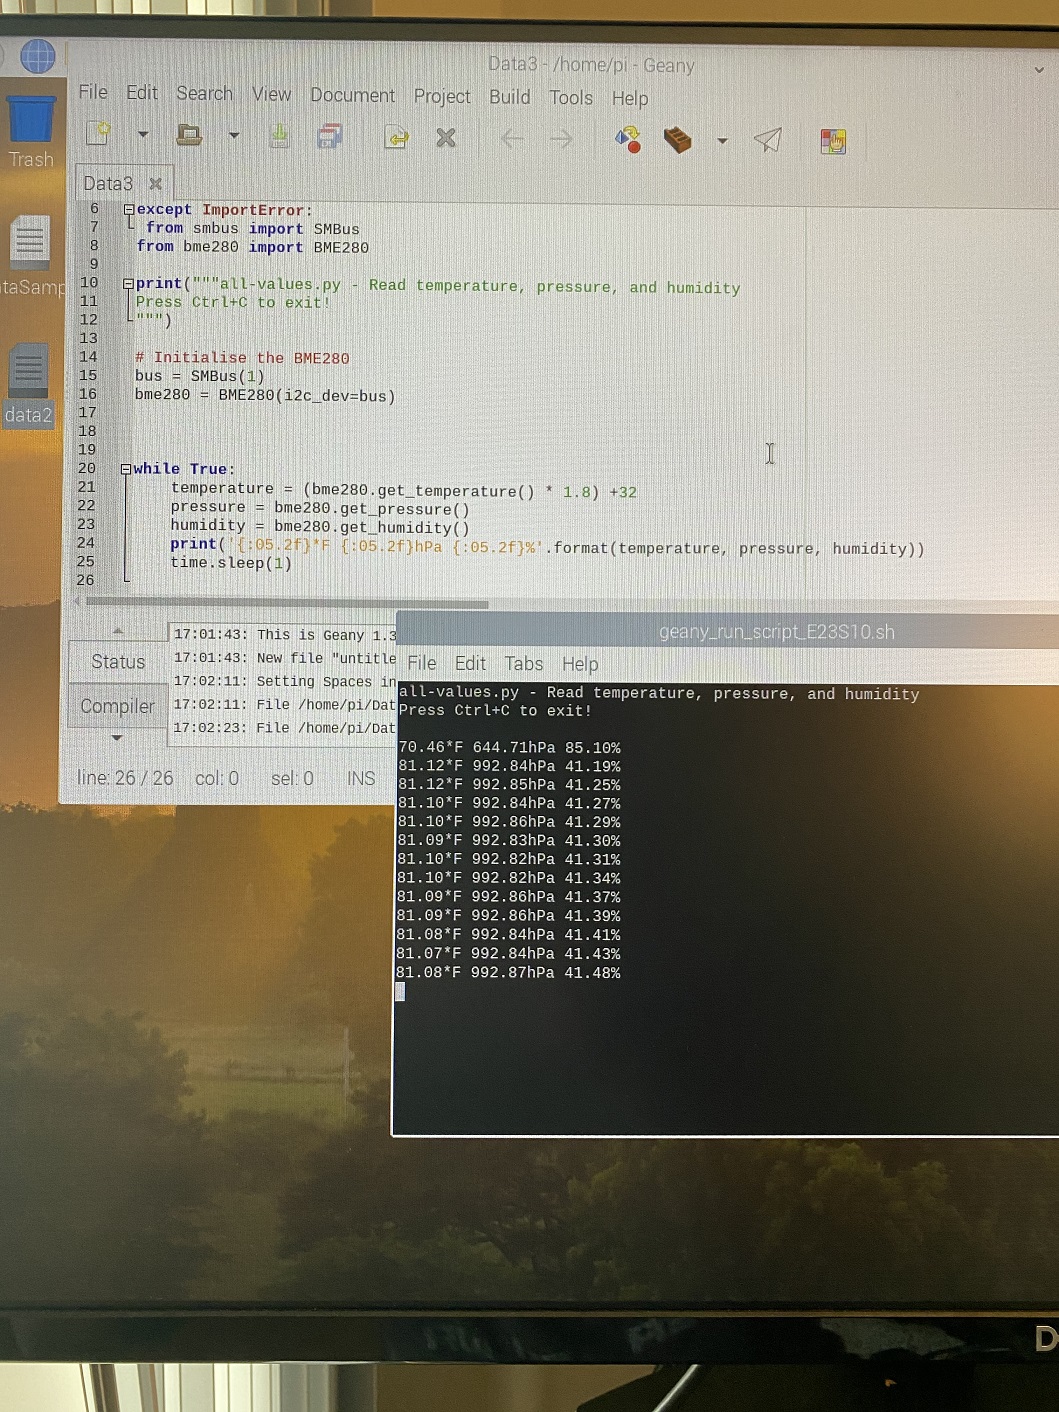 Data3 - /home/pi - Geany
File Edit Search View Document Project Build Tools Help
Trash
Data3
6 except ImportError:
7 from smbus import SMBus
8 from bme280 import BME280
9
10 print("""all-values.py - Read temperature, pressure, and humidity
11 Press Ctrl+C to exit!
12 """)
13
14 # Initialise the BME280
15 bus = SMBus(1)
16 bme280 = BME280(i2c_dev=bus)
17
18
19
20 while True:
21 temperature = (bme280.get_temperature() * 1.8) +32
22 pressure = bme280.get_pressure()
23 humidity = bme280.get_humidity()
24 print('{:05.2f}*F {:05.2f}hPa {:05.2f}%'.format(temperature, pressure, humidity))
25 time.sleep(1)
26
taSamp
data2
Status
Compiler
17:01:43: This is Geany 1.3
17:01:43: New file "untitle
17:02:11: Setting Spaces in
17:02:11: File /home/pi/Dat
17:02:23: File /home/pi/Dat
line: 26 / 26 col: 0 sel: 0 INS
geany_run_script_E23S10.sh
File Edit Tabs Help
all-values.py - Read temperature, pressure, and humidity
Press Ctrl+C to exit!
70.46*F 644.71hPa 85.10%
81.12*F 992.84hPa 41.19%
81.12*F 992.85hPa 41.25%
81.10*F 992.84hPa 41.27%
81.10*F 992.86hPa 41.29%
81.09*F 992.83hPa 41.30%
81.10*F 992.82hPa 41.31%
81.10*F 992.82hPa 41.34%
81.09*F 992.86hPa 41.37%
81.09*F 992.86hPa 41.39%
81.08*F 992.84hPa 41.41%
81.07*F 992.84hPa 41.43%
81.08*F 992.87hPa 41.48%
D